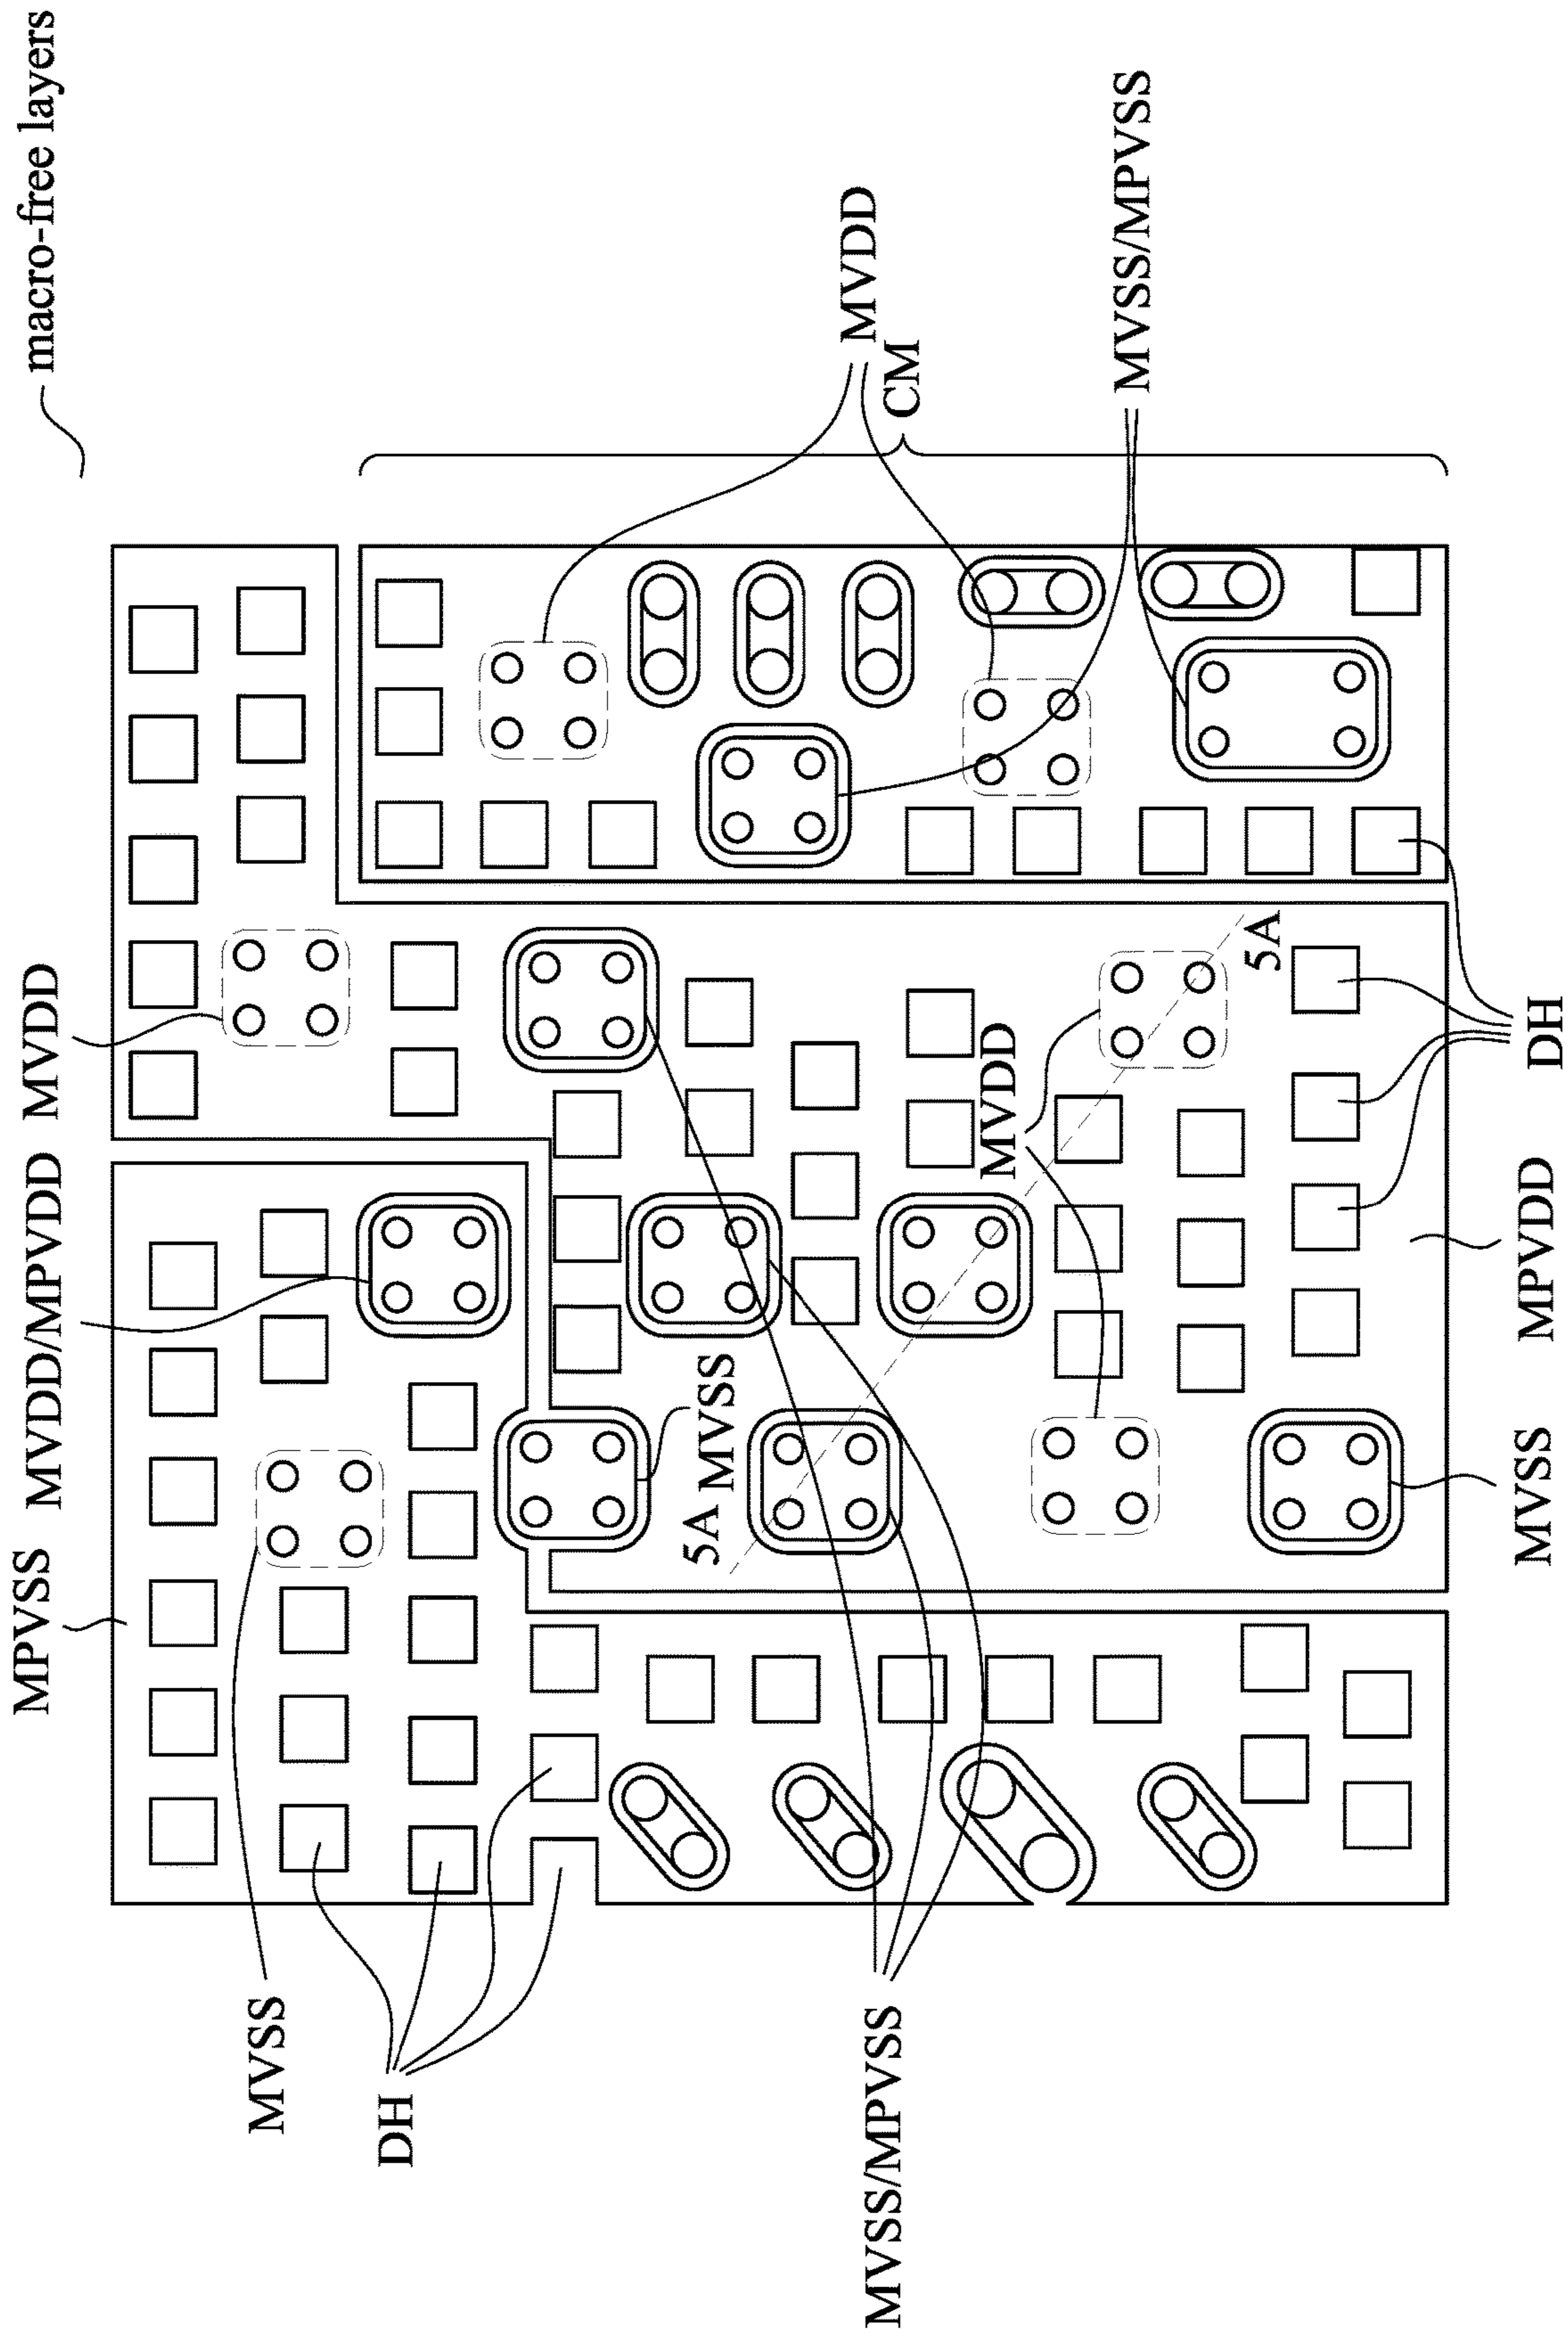 macro-free layers
MVDD
CM
MVSS/MPVSS
MVDD
MVDD/MPVDD
MPVSS
5A
MVDD
MVSS
5A
DH
MPVDD
MVSS
MVSS
DH
MVSS/MPVSS